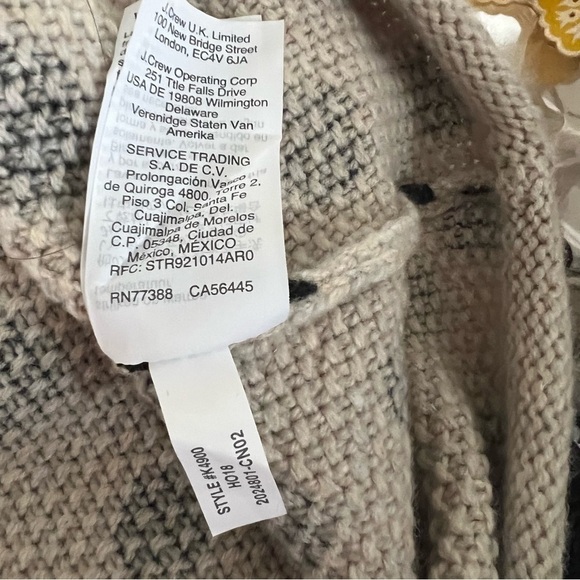 J.Crew U.K. Limited
100 New Bridge Street
London, EC4V 6JA
J.Crew Operating Corp
251 Ttle Falls Drive
USA DE 19808 Wilmington
Delaware
Verenidge Staten Van
Amerika
SERVICE TRADING
S.A. DE C.V.
Prolongación Vasco
de Quiroga 4800, Torre 2,
Piso 3 Col. Santa Fe
Cuajimalpa, Del.
Cuajimalpa de Morelos
C.P. 05348, Ciudad de
México, MÉXICO
RFC: STR921014AR0
RN77388 CA56445
STYLE #K4900
HO18
2024801-CN02